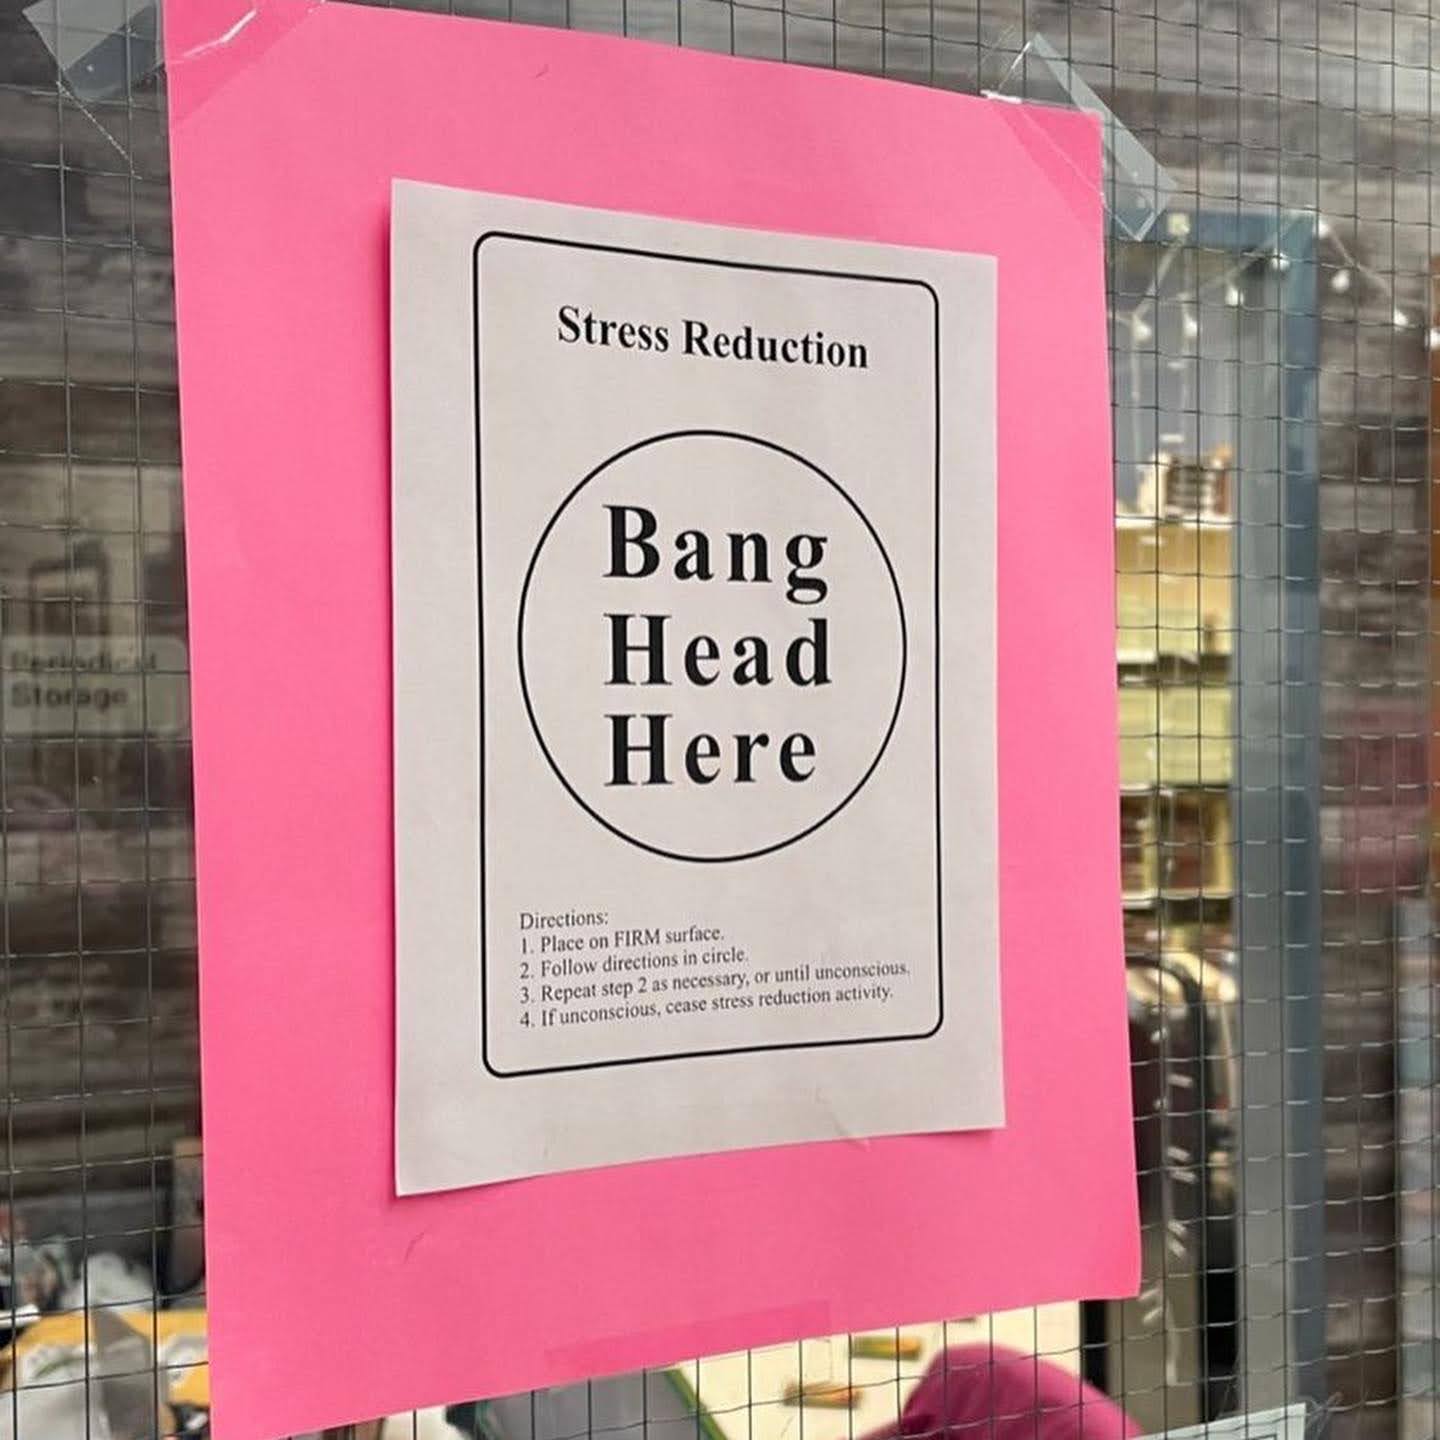 Stress Reduction
Bang
Head
Here
Directions:
1. Place on FIRM surface.
2. Follow directions in circle.
3. Repeat step 2 as necessary, or until unconscious.
4. If unconscious, cease stress reduction activity.
Periodical
Storage